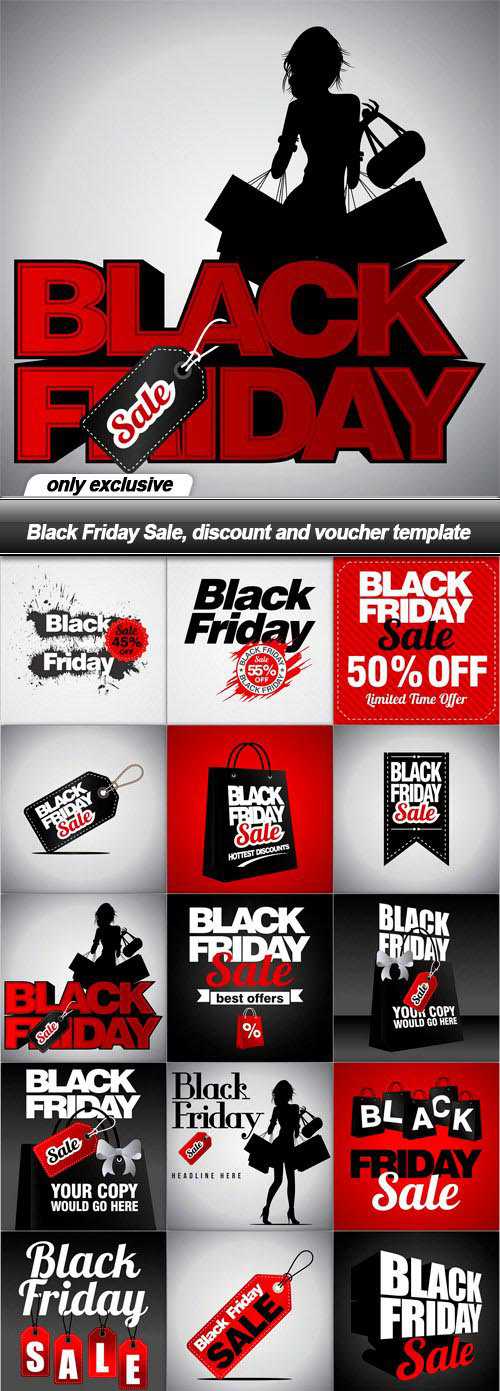 BLACK
FRIDAY
Sale
only exclusive
Black Friday Sale, discount and voucher template
Black
Friday
Sale
45%
OFF
Black
Friday
BLACK FRIDAY
Sale
55%
OFF
BLACK FRIDAY
BLACK
FRIDAY
Sale
50% OFF
Limited Time Offer
BLACK
FRIDAY
Sale
BLACK
FRIDAY
Sale
HOTTEST DISCOUNTS
BLACK
FRIDAY
Sale
BLACK
FRIDAY
Sale
BLACK
FRIDAY
Sale
best offers
%
BLACK
FRIDAY
Sale
YOUR COPY
WOULD GO HERE
BLACK
FRIDAY
Sale
YOUR COPY
WOULD GO HERE
Black
Friday
Sale
HEADLINE HERE
BLACK
FRIDAY
Sale
Black
Friday
SALE
Black Friday
SALE
BLACK
FRIDAY
Sale